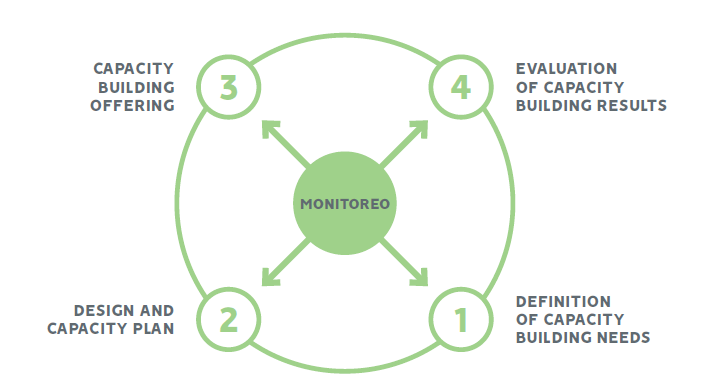 CAPACITY
BUILDING
OFFERING
3
4
EVALUATION
OF CAPACITY
BUILDING RESULTS
MONITOREO
DESIGN AND
CAPACITY PLAN
2
1
DEFINITION
OF CAPACITY
BUILDING NEEDS